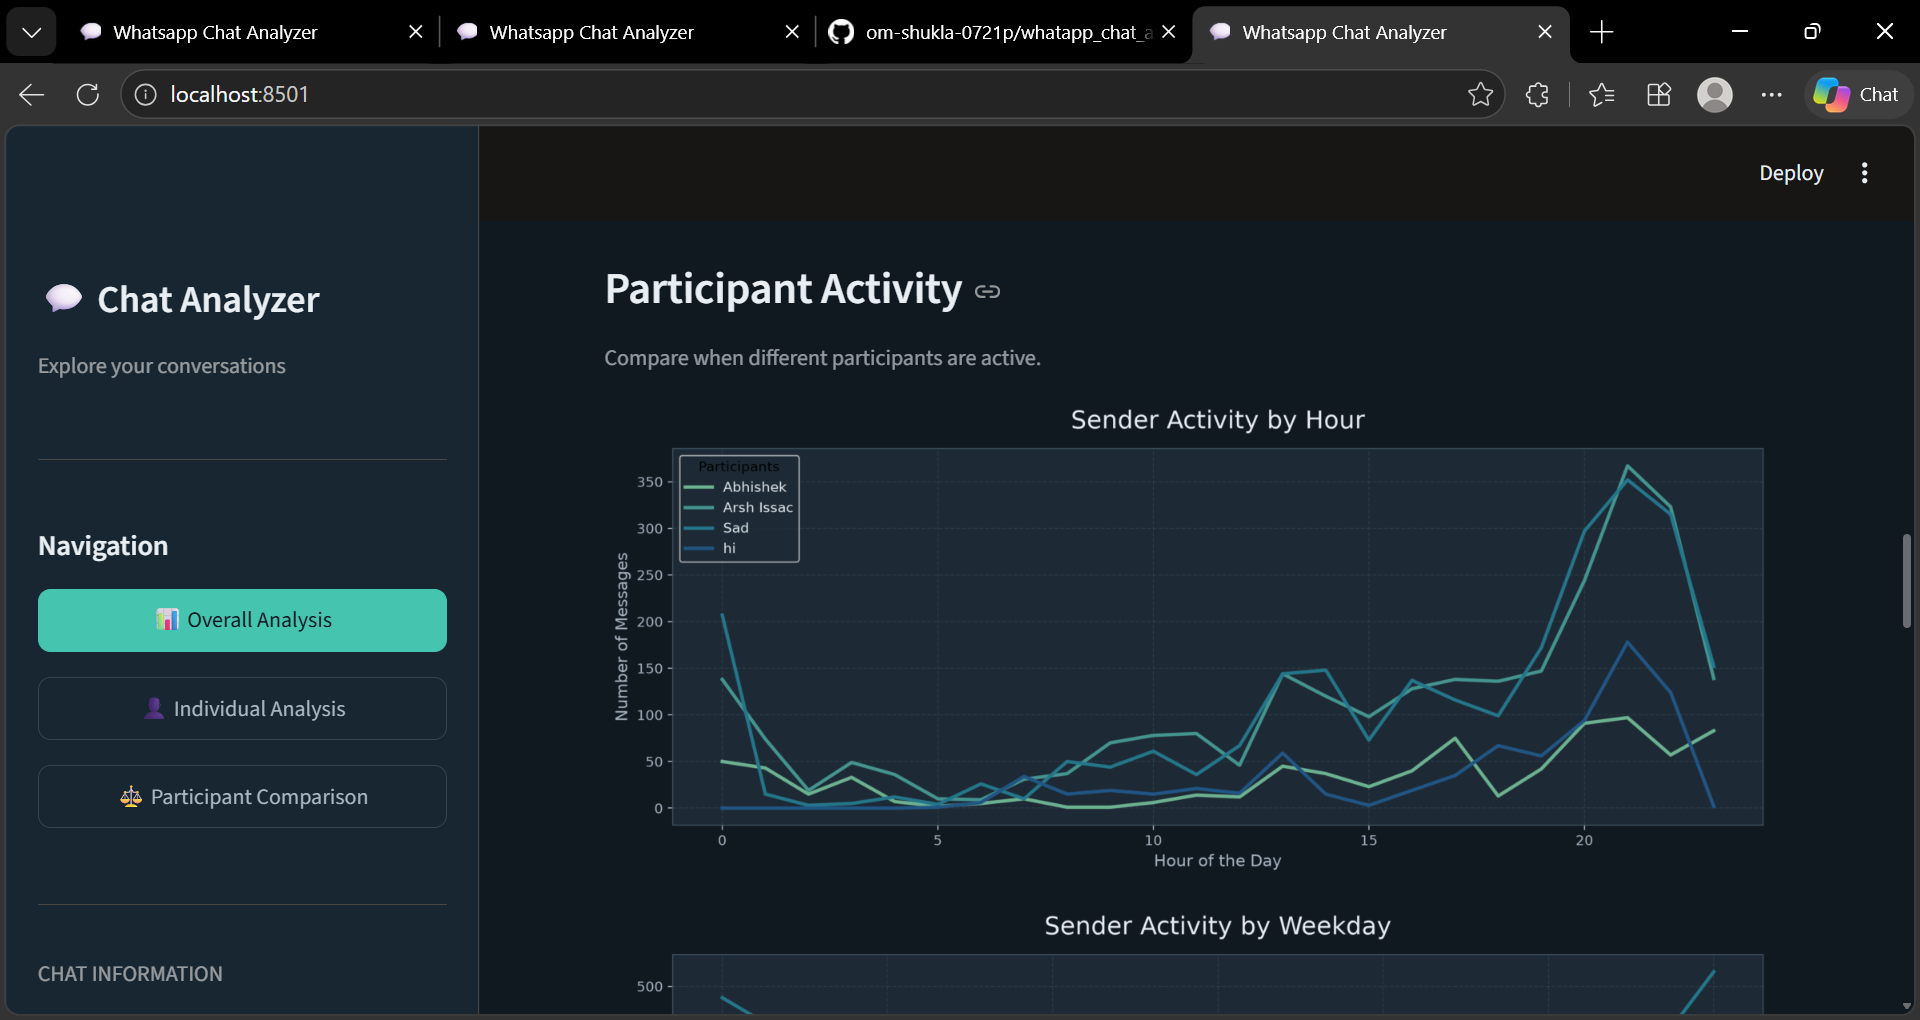 Whatsapp Chat Analyzer
Whatsapp Chat Analyzer
om-shukla-0721p/whatapp_chat_a
Whatsapp Chat Analyzer
localhost:8501
Chat
Deploy
Chat Analyzer
Explore your conversations
Navigation
Overall Analysis
Individual Analysis
Participant Comparison
CHAT INFORMATION
Participant Activity
Compare when different participants are active.
Sender Activity by Hour
Participants
Abhishek
Arsh Issac
Sad
hi
Number of Messages
350
300
250
200
150
100
50
0
0 5 10 15 20
Hour of the Day
Sender Activity by Weekday
500